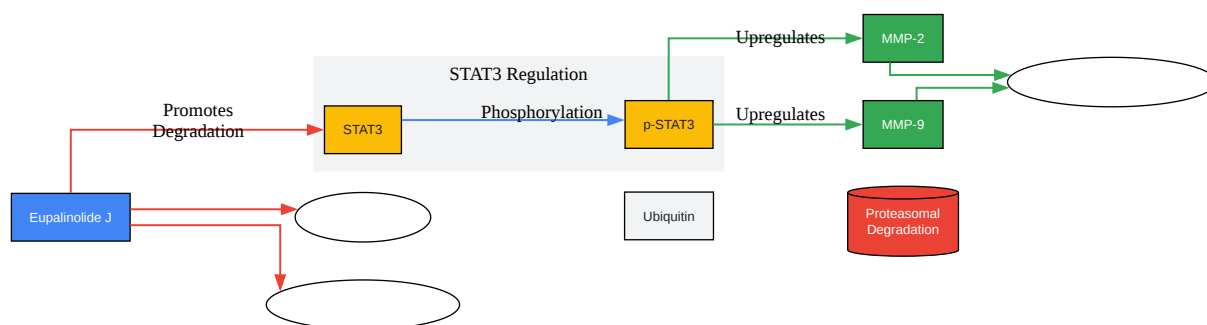 Upregulates
MMP-2
STAT3 Regulation
Promotes
Degradation
STAT3
Phosphorylation
p-STAT3
Upregulates
MMP-9
Eupalinolide J
Ubiquitin
Proteasomal
Degradation